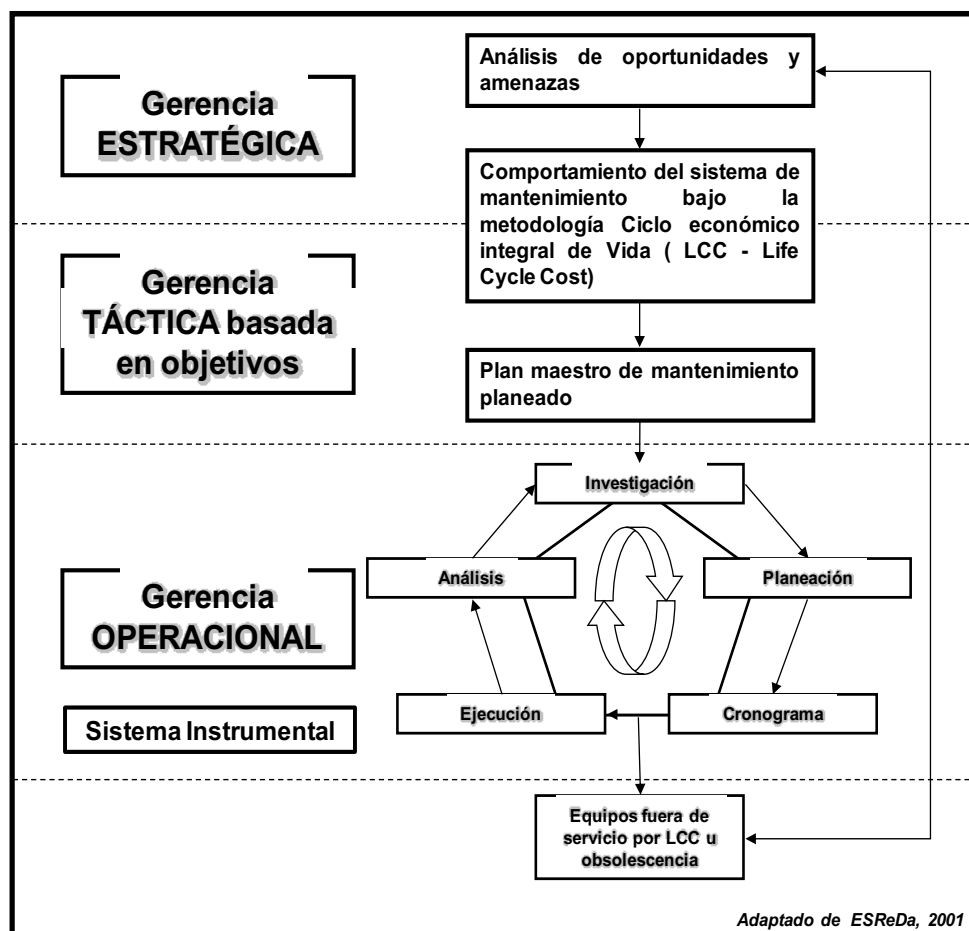 Análisis de oportunidades y
amenazas
Gerencia
ESTRATÉGICA
Comportamiento del sistema de
mantenimiento bajo la
metodología Ciclo económico
integral de Vida ( LCC - Life
Cycle Cost)
Gerencia
TÁCTICA basada
en objetivos
Plan maestro de mantenimiento
planeado
Investigación
Análisis
Planeación
Gerencia
OPERACIONAL
Ejecución
Cronograma
Sistema Instrumental
Equipos fuera de
servicio por LCC u
obsolescencia
Adaptado de ESReDa, 2001